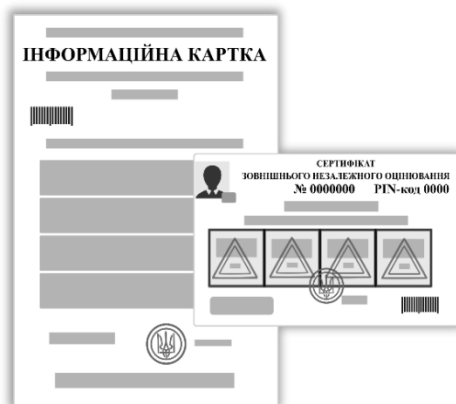 ІНФОРМАЦІЙНА КАРТКА
СЕРТИФІКАТ
ЗОВНІШНЬОГО НЕЗАЛЕЖНОГО ОЦІНЮВАННЯ
№ 0000000 PIN-код 0000